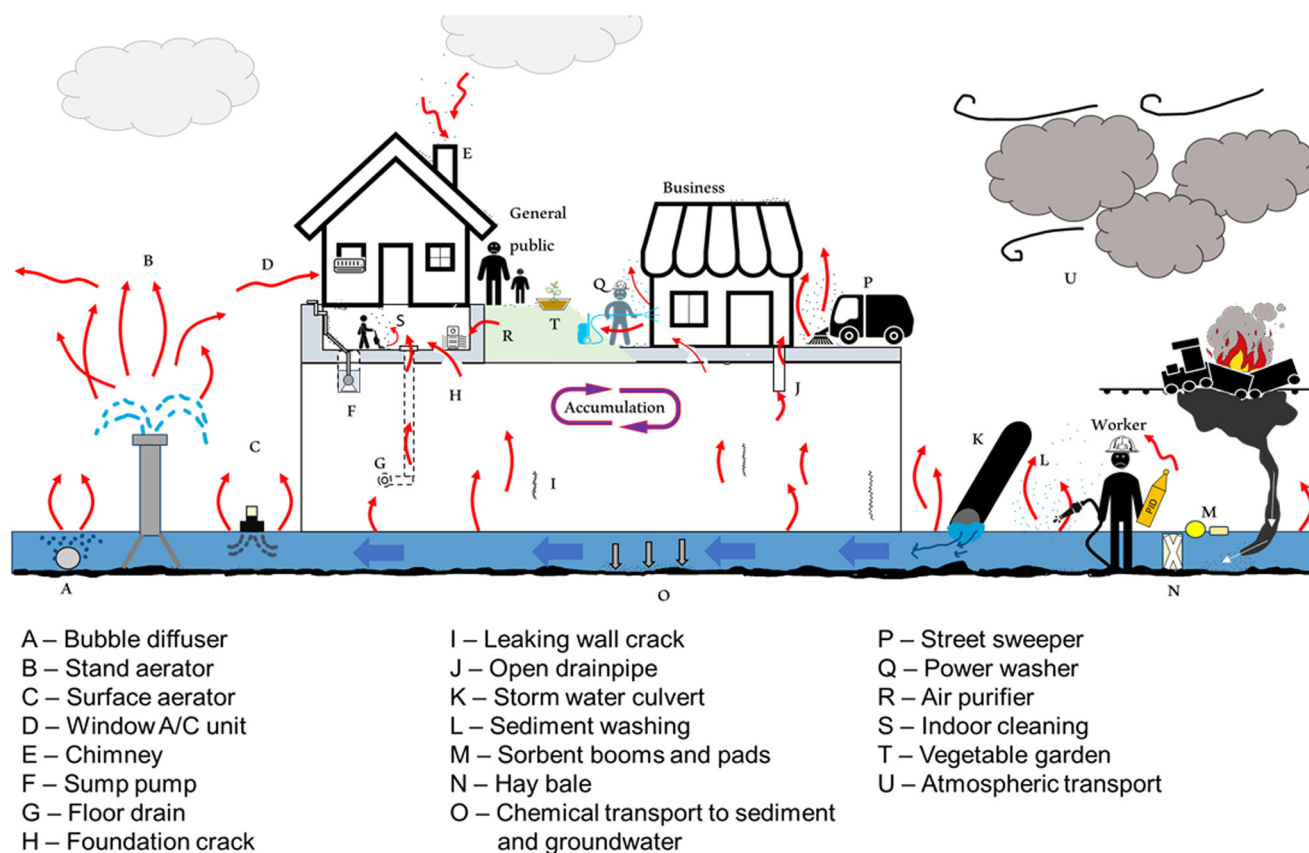 E
General
public
Business
B
D
Q
P
U
S
T
R
F
H
J
Accumulation
C
G
I
K
L
Worker
PID
M
A
O
N
A – Bubble diffuser
B – Stand aerator
C – Surface aerator
D – Window A/C unit
E – Chimney
F – Sump pump
G – Floor drain
H – Foundation crack
I – Leaking wall crack
J – Open drainpipe
K – Storm water culvert
L – Sediment washing
M – Sorbent booms and pads
N – Hay bale
O – Chemical transport to sediment
and groundwater
P – Street sweeper
Q – Power washer
R – Air purifier
S – Indoor cleaning
T – Vegetable garden
U – Atmospheric transport